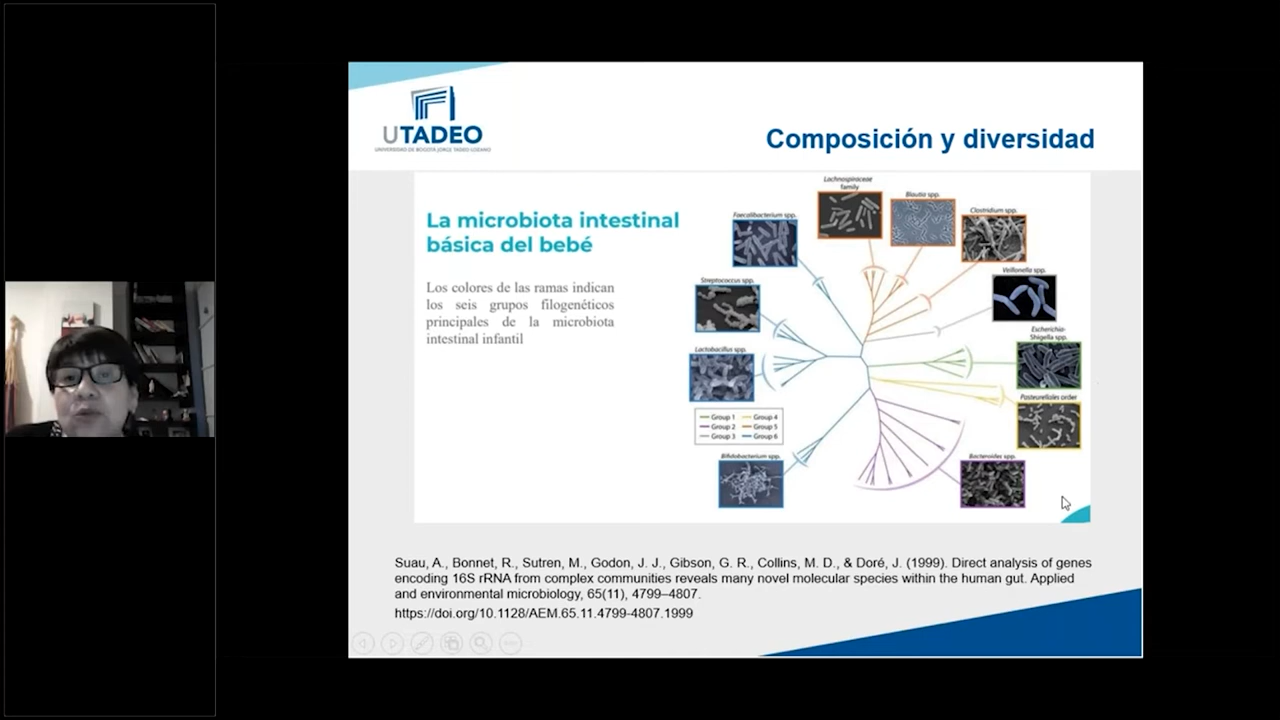 UTADEO
UNIVERSIDAD DE BOGOTÁ JORGE TADEO LOZANO
Composición y diversidad
La microbiota intestinal
básica del bebé
Los colores de las ramas indican
los seis grupos filogenéticos
principales de la microbiota
intestinal infantil
Lachnospiraceae
family
Blautia spp.
Clostridium spp.
Faecalibacterium spp.
Veillonella spp.
Streptococcus spp.
Escherichia-
Shigella spp.
Lactobacillus spp.
Pasteurellales order
Group 1
Group 4
Group 2
Group 5
Group 3
Group 6
Bifidobacterium spp.
Bacteroides spp.
Suau, A., Bonnet, R., Sutren, M., Godon, J. J., Gibson, G. R., Collins, M. D., & Doré, J. (1999). Direct analysis of genes
encoding 16S rRNA from complex communities reveals many novel molecular species within the human gut. Applied
and environmental microbiology, 65(11), 4799–4807.
https://doi.org/10.1128/AEM.65.11.4799-4807.1999